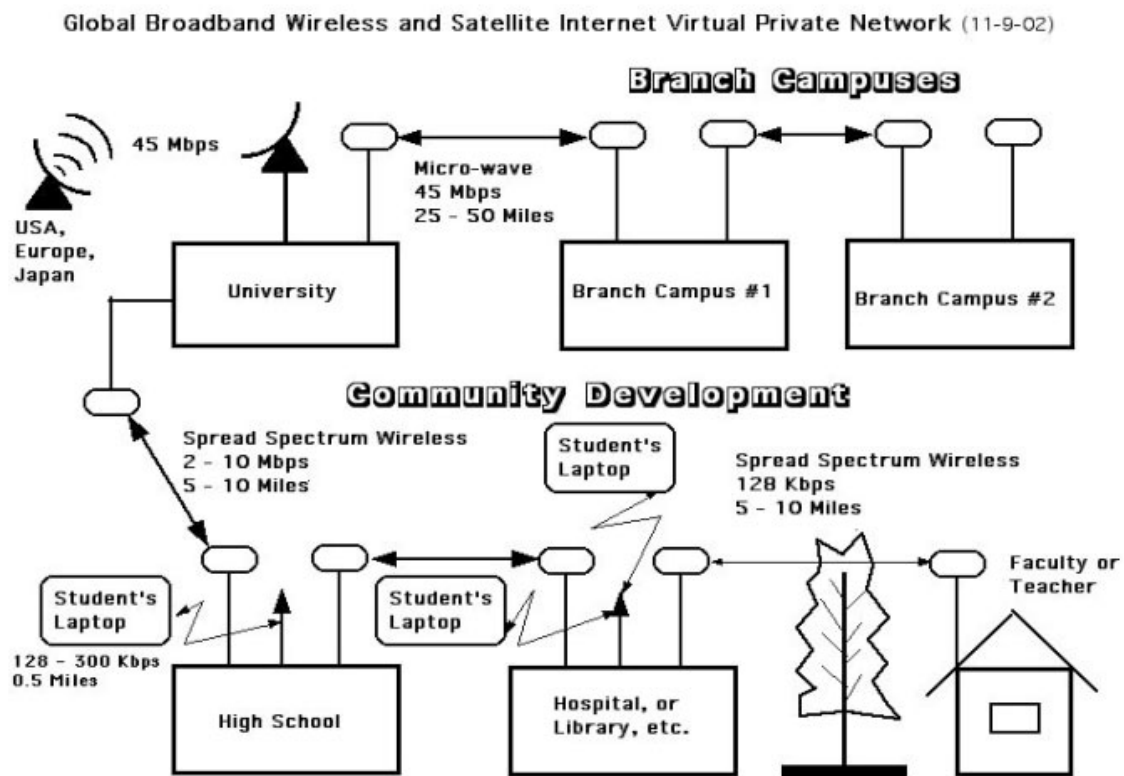 Global Broadband Wireless and Satellite Internet Virtual Private Network (11-9-02)
Branch Campuses
45 Mbps
Micro-wave
45 Mbps
25 - 50 Miles
USA,
Europe,
Japan
University
Branch Campus #1
Branch Campus #2
Community Development
Spread Spectrum Wireless
2 - 10 Mbps
5 - 10 Miles
Student's
Laptop
Spread Spectrum Wireless
128 Kbps
5 - 10 Miles
Student's
Laptop
128 - 300 Kbps
0.5 Miles
Student's
Laptop
Faculty or
Teacher
High School
Hospital, or
Library, etc.